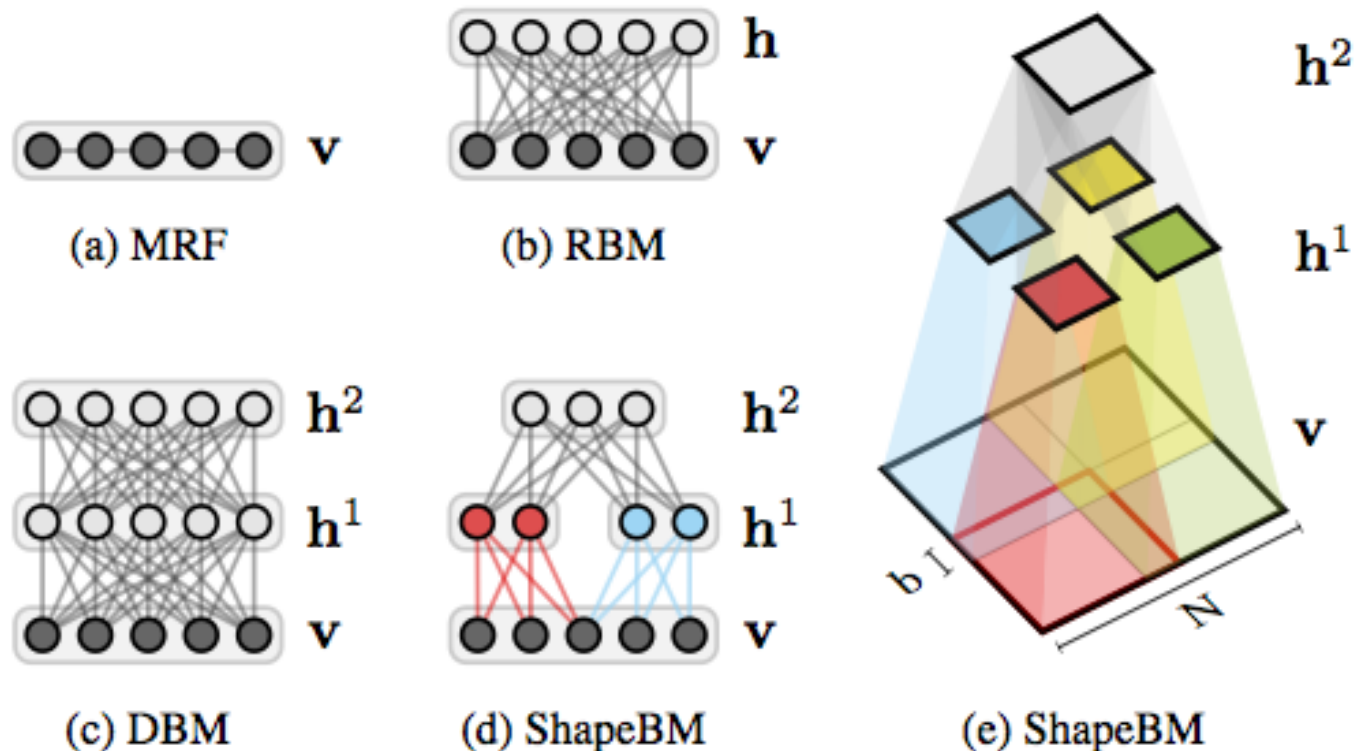 v
(a) MRF
h
v
(b) RBM
h²
h¹
v
(c) DBM
h²
h¹
v
(d) ShapeBM
h²
h¹
v
b
N
(e) ShapeBM